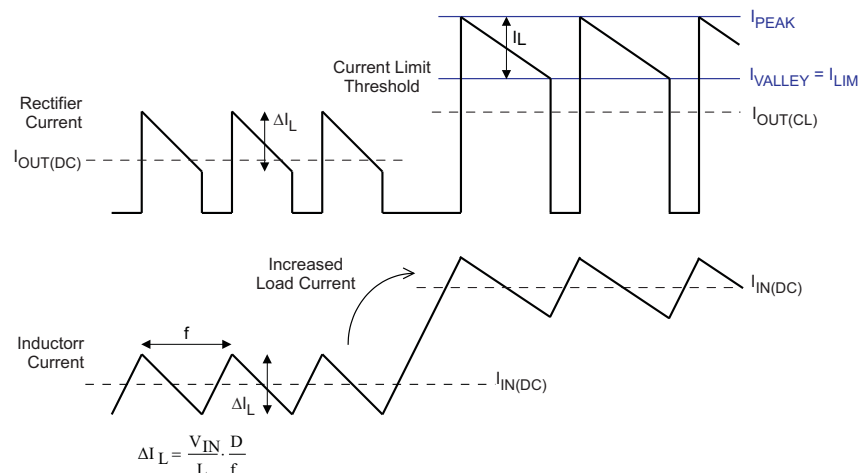 I_PEAK
I_L
Current Limit
Threshold
I_VALLEY = I_LIM
Rectifier
Current
ΔI_L
I_OUT(CL)
I_OUT(DC)
Increased
Load Current
I_IN(DC)
f
Inductorr
Current
I_IN(DC)
ΔI_L
ΔI_L = V_IN/L · D/f